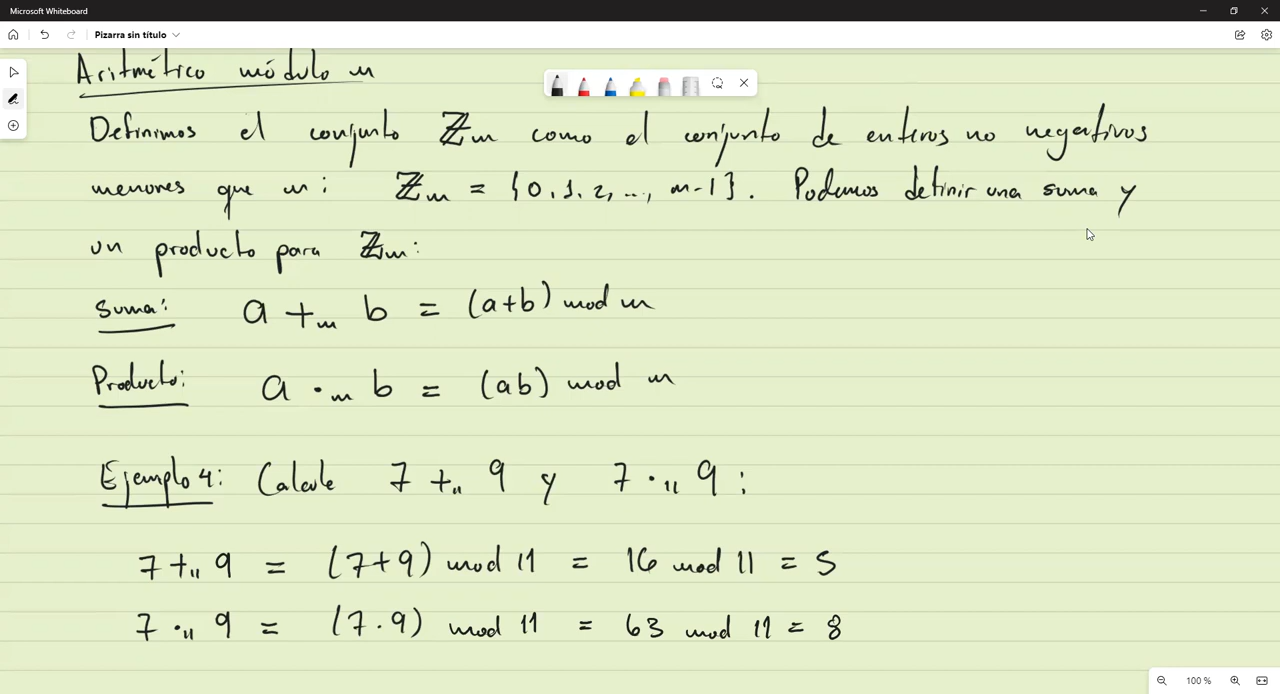 Microsoft Whiteboard
Pizarra sin título
Aritmético módulo m
Definimos el conjunto ℤm como el conjunto de enteros no negativos
menores que m: ℤm = {0, 1, 2, ..., m-1}. Podemos definir una suma y
un producto para ℤm:
Suma: a +m b = (a+b) mod m
Producto: a ·m b = (ab) mod m
Ejemplo 4: Calcule 7 +11 9 y 7 ·11 9:
7 +11 9 = (7+9) mod 11 = 16 mod 11 = 5
7 ·11 9 = (7·9) mod 11 = 63 mod 11 = 8
100 %